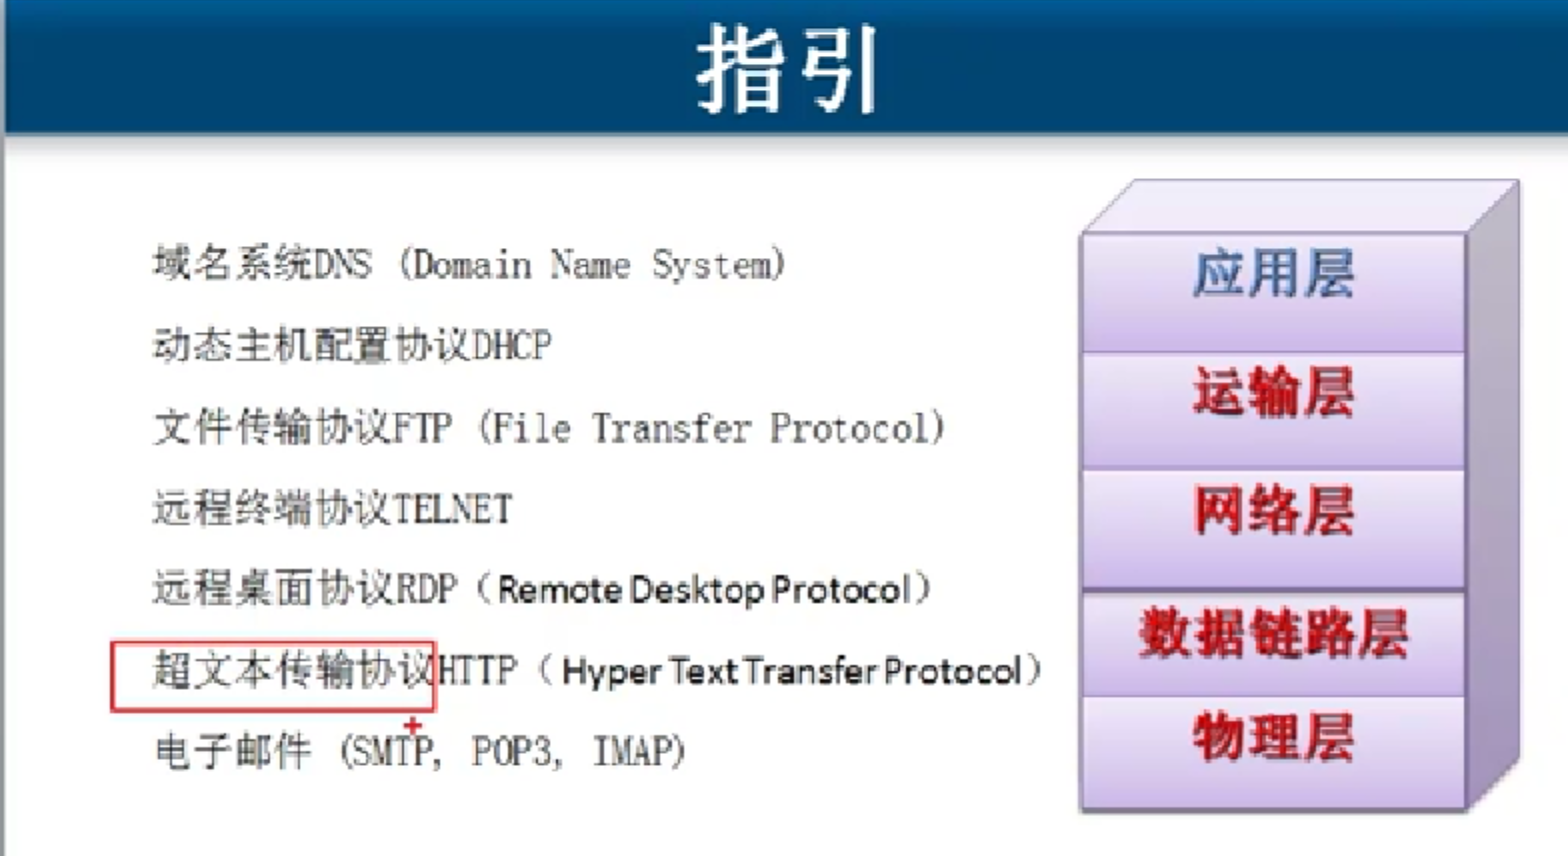 指引
域名系统DNS (Domain Name System)
动态主机配置协议DHCP
文件传输协议FTP (File Transfer Protocol)
远程终端协议TELNET
远程桌面协议RDP（Remote Desktop Protocol）
超文本传输协议HTTP（Hyper Text Transfer Protocol）
电子邮件 (SMTP, POP3, IMAP)
应用层
运输层
网络层
数据链路层
物理层